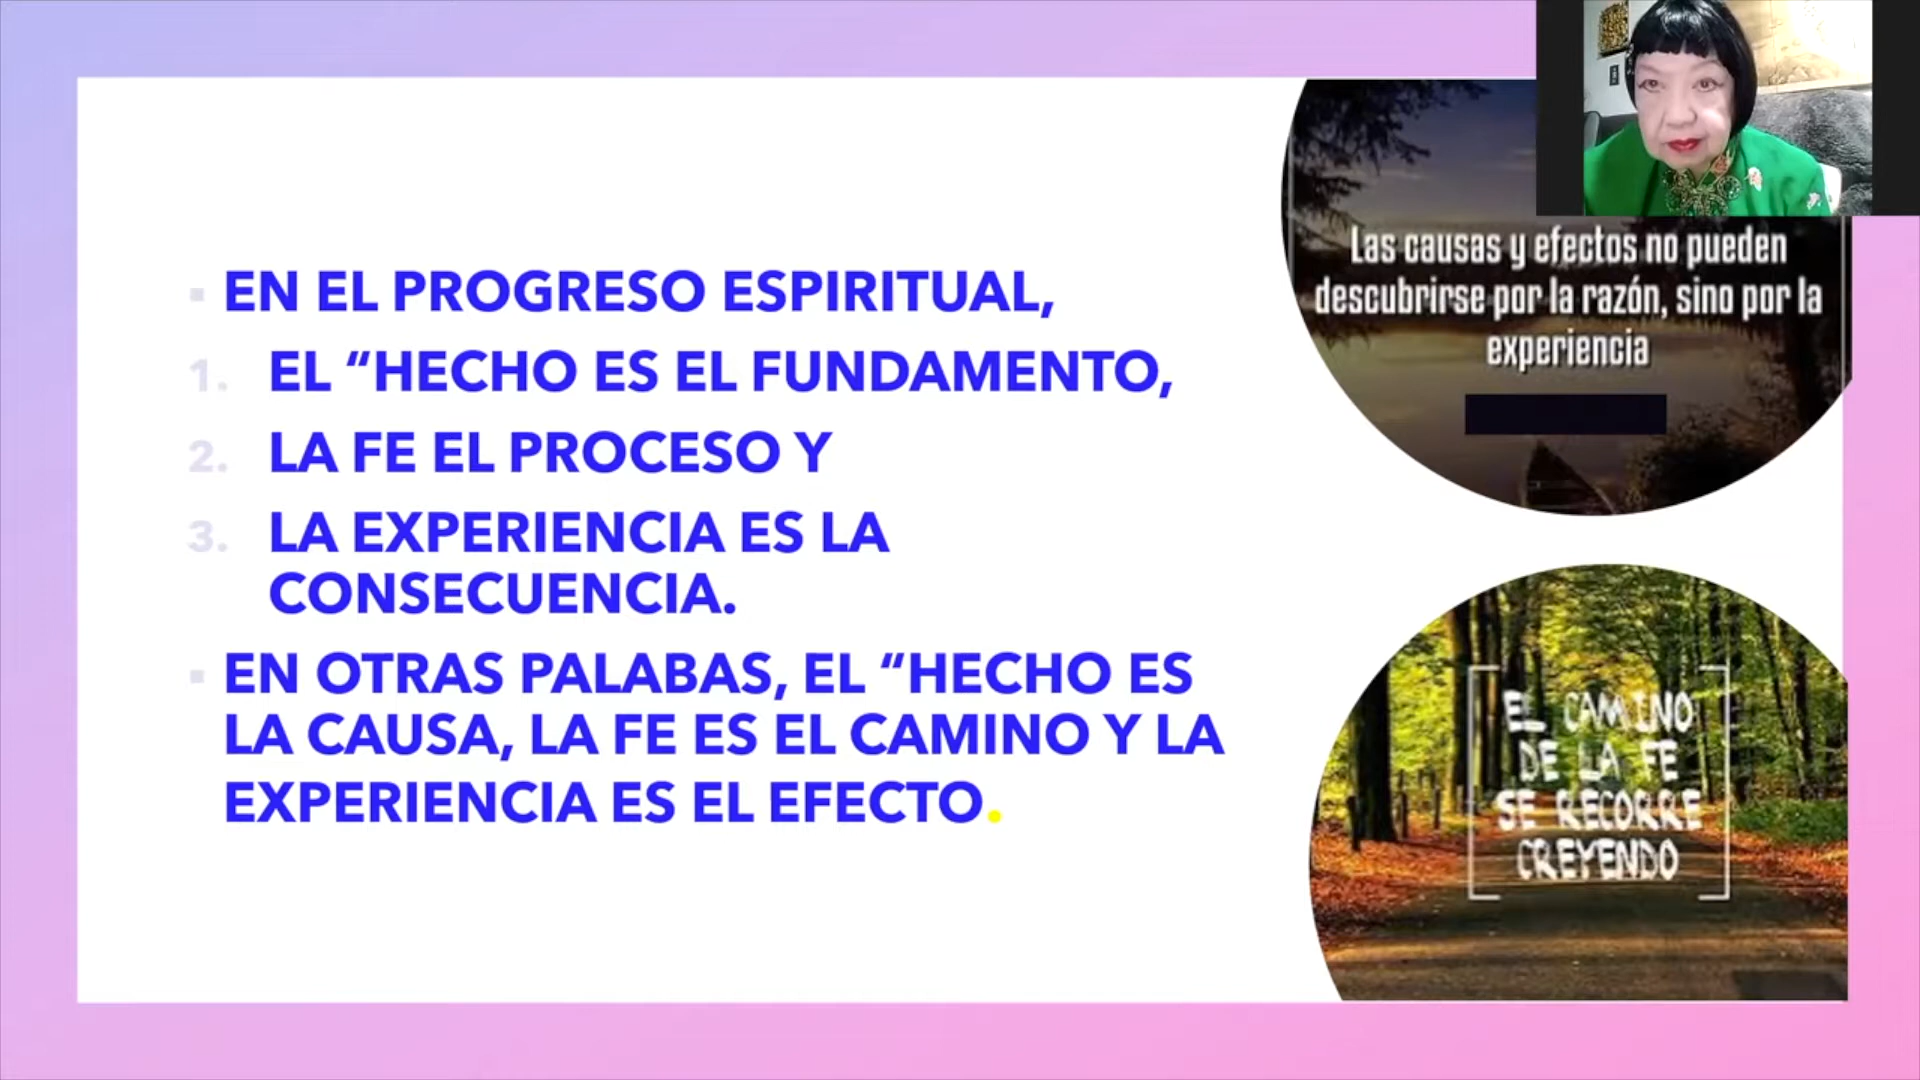 ▪ EN EL PROGRESO ESPIRITUAL,
1. EL “HECHO ES EL FUNDAMENTO,
2. LA FE EL PROCESO Y
3. LA EXPERIENCIA ES LA
CONSECUENCIA.
▪ EN OTRAS PALABAS, EL “HECHO ES
LA CAUSA, LA FE ES EL CAMINO Y LA
EXPERIENCIA ES EL EFECTO.
Las causas y efectos no pueden
descubrirse por la razón, sino por la
experiencia
EL CAMINO
DE LA FE
SE RECORRE
CREYENDO